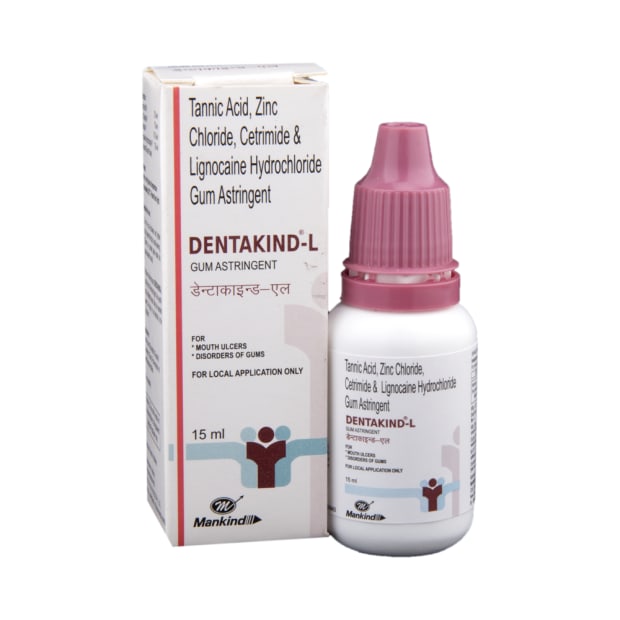 Tannic Acid, Zinc
Chloride, Cetrimide &
Lignocaine Hydrochloride
Gum Astringent
DENTAKIND®-L
GUM ASTRINGENT
डेन्टाकाइन्ड–एल
FOR
* MOUTH ULCERS
* DISORDERS OF GUMS
FOR LOCAL APPLICATION ONLY
15 ml
M
Mankind
Tannic Acid, Zinc Chloride,
Cetrimide & Lignocaine Hydrochloride
Gum Astringent
DENTAKIND®-L
GUM ASTRINGENT
डेन्टाकाइन्ड–एल
FOR
* MOUTH ULCERS
* DISORDERS OF GUMS
FOR LOCAL APPLICATION ONLY
15 ml
M
Mankind